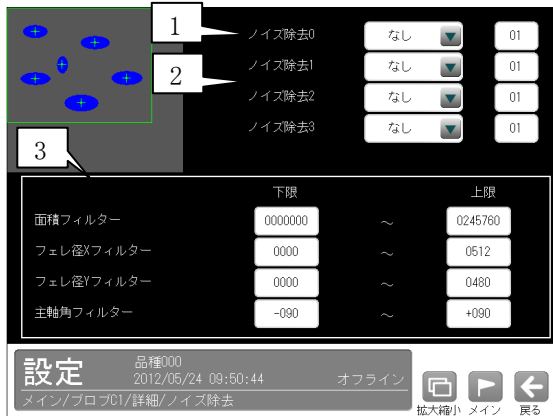 1
ノイズ除去0 なし 01
2
ノイズ除去1 なし 01
ノイズ除去2 なし 01
ノイズ除去3 なし 01
3
下限 上限
面積フィルター 0000000 ～ 0245760
フェレ径Xフィルター 0000 ～ 0512
フェレ径Yフィルター 0000 ～ 0480
主軸角フィルター -090 ～ +090
設定
品種000
2012/05/24 09:50:44 オフライン
メイン/ブロブC1/詳細/ノイズ除去
拡大縮小 メイン 戻る